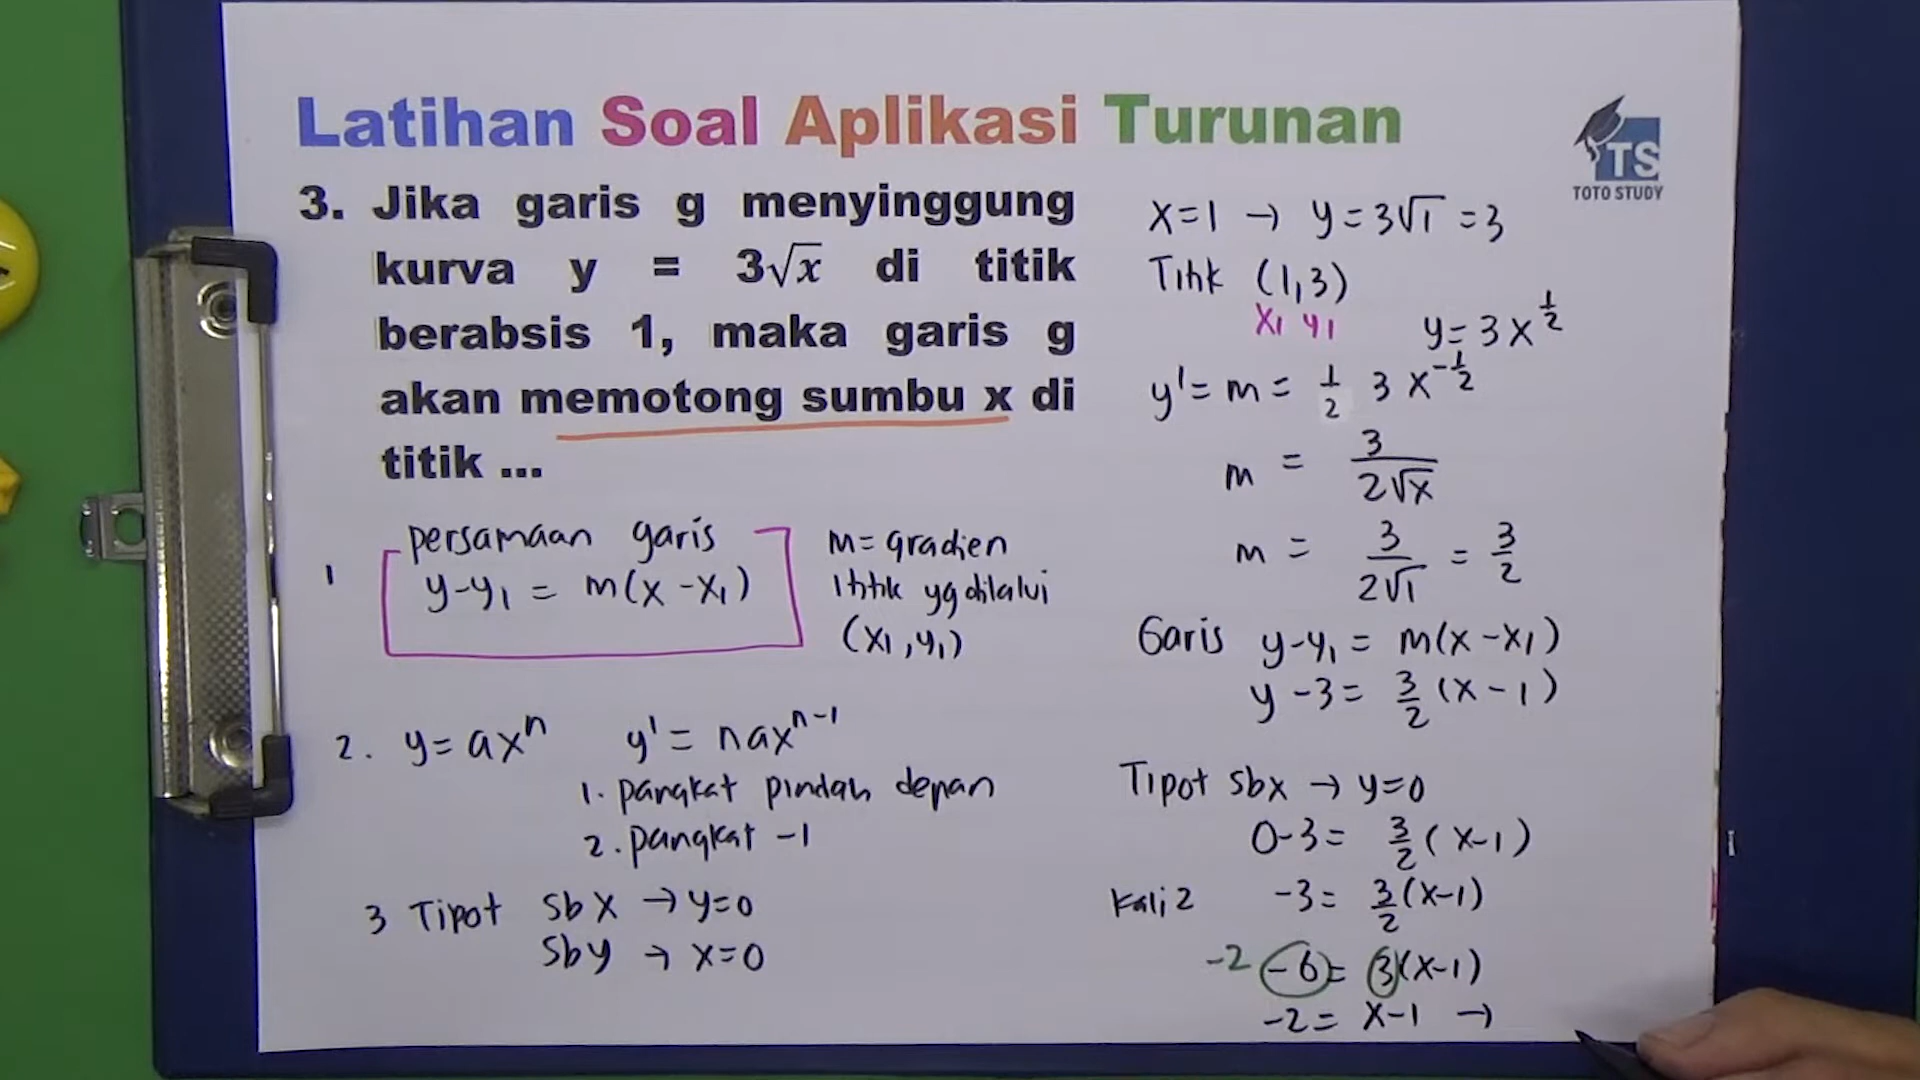 Latihan Soal Aplikasi Turunan
TS
TOTO STUDY
3. Jika garis g menyinggung
kurva y = 3√x di titik
berabsis 1, maka garis g
akan memotong sumbu x di
titik ...
1
persamaan garis
y-y₁ = m(x-x₁)
m = gradien
titik yg dilalui
(x₁, y₁)
2. y = axⁿ y' = naxⁿ⁻¹
1. pangkat pindah depan
2. pangkat -1
3 Tipot sb x → y=0
sb y → x=0
x=1 → y = 3√1 = 3
Titik (1,3)
x₁ y₁
y = 3x^½
y' = m = ½ 3x^-½
m = 3/(2√x)
m = 3/(2√1) = 3/2
Garis y-y₁ = m(x-x₁)
y-3 = 3/2 (x-1)
Tipot sbx → y=0
0-3 = 3/2 (x-1)
kali 2 -3 = 3/2 (x-1)
-2 -6 = 3(x-1)
-2 = x-1 →